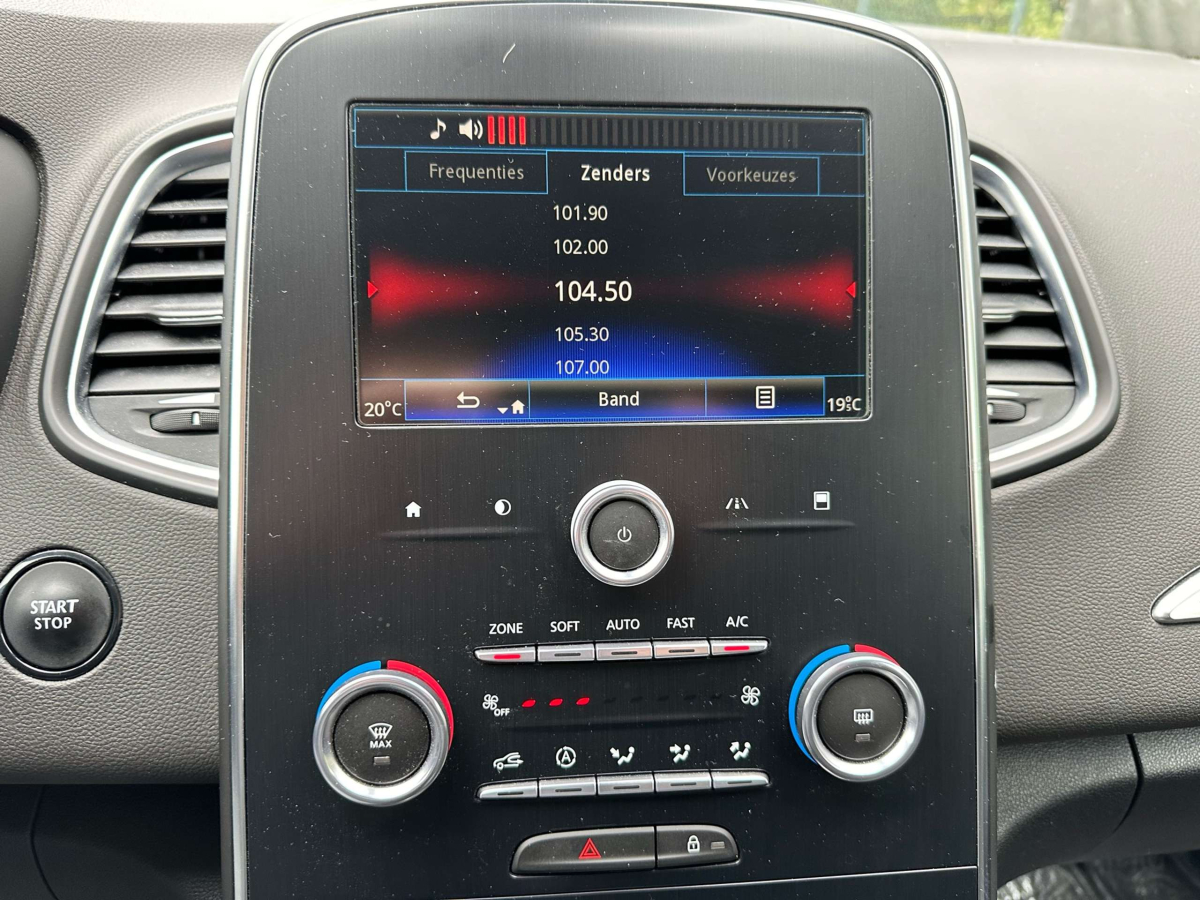 Frequenties Zenders Voorkeuzes
101.90
102.00
104.50
105.30
107.00
20°C Band 19.5°C
START
STOP
ZONE SOFT AUTO FAST A/C
OFF
MAX
A